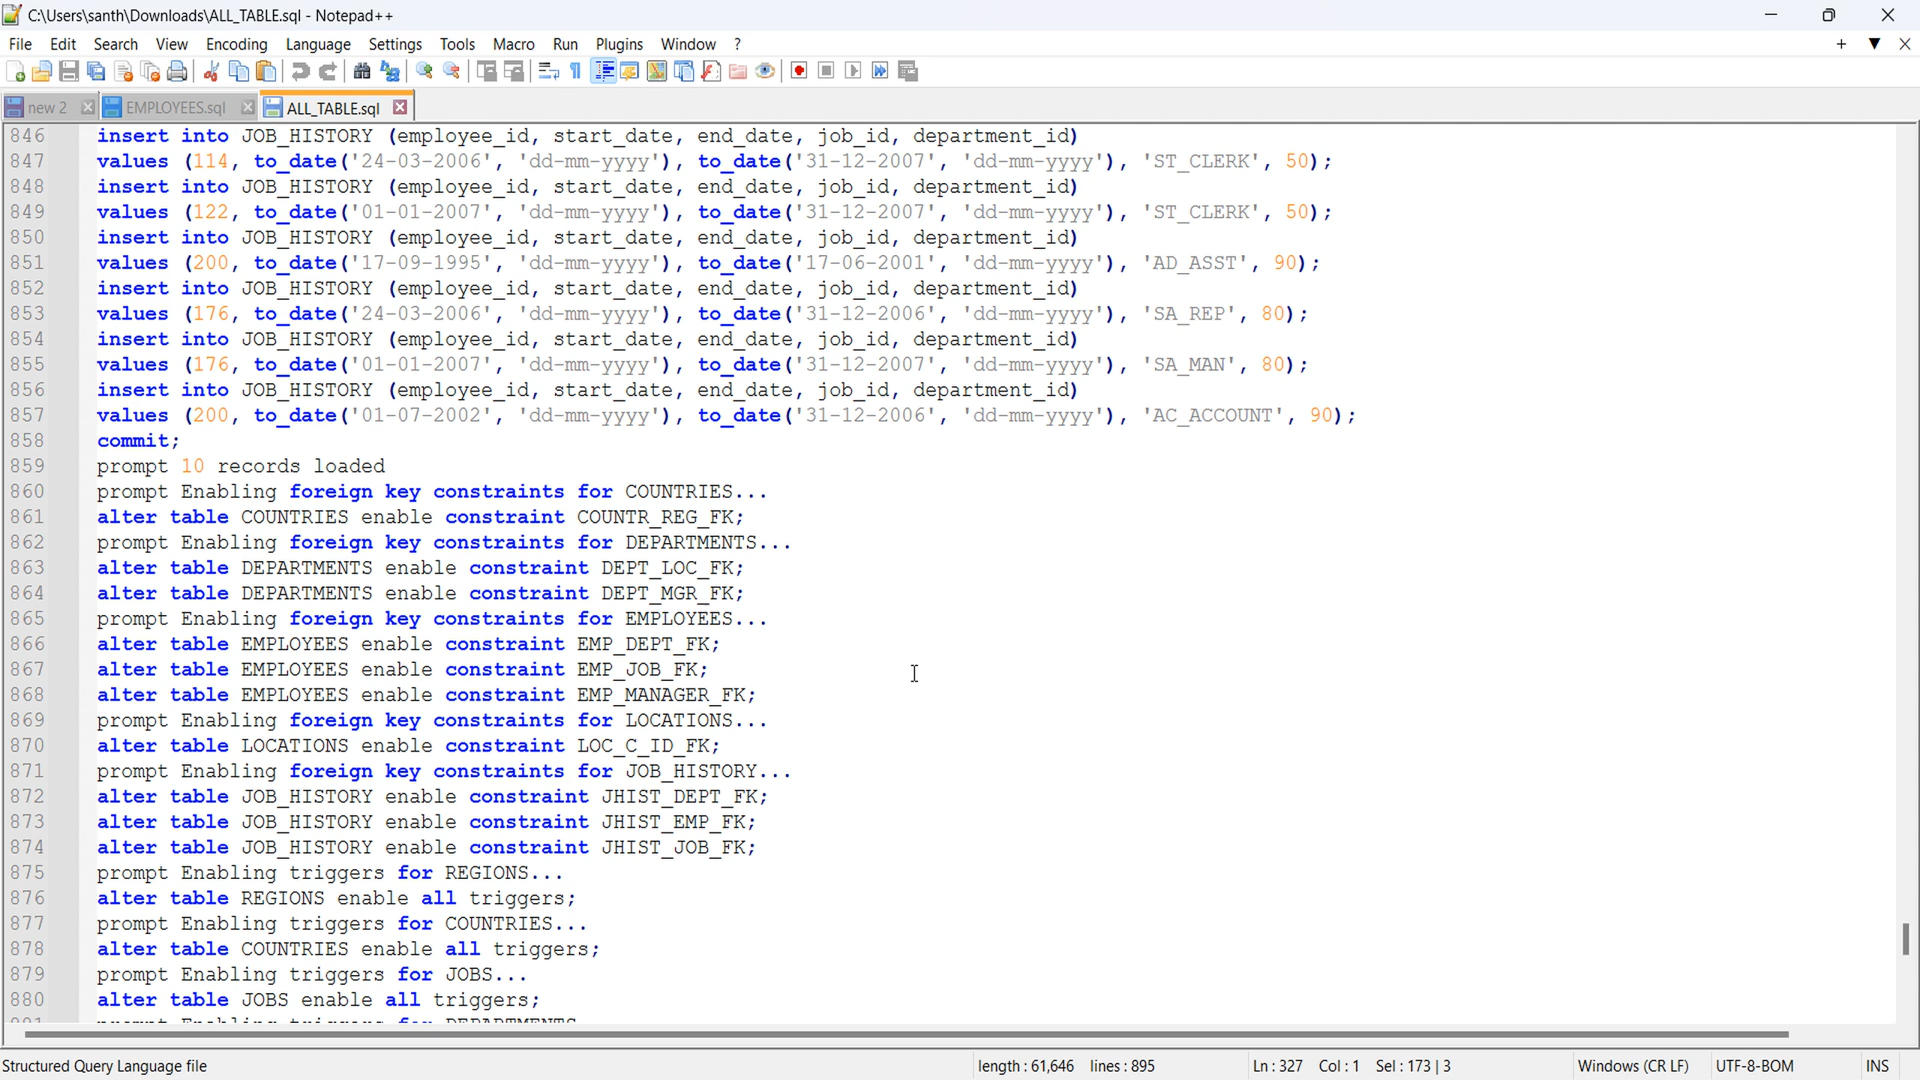 C:\Users\santh\Downloads\ALL_TABLE.sql - Notepad++
File Edit Search View Encoding Language Settings Tools Macro Run Plugins Window ?
new 2 EMPLOYEES.sql ALL_TABLE.sql
846 insert into JOB_HISTORY (employee_id, start_date, end_date, job_id, department_id)
847 values (114, to_date('24-03-2006', 'dd-mm-yyyy'), to_date('31-12-2007', 'dd-mm-yyyy'), 'ST_CLERK', 50);
848 insert into JOB_HISTORY (employee_id, start_date, end_date, job_id, department_id)
849 values (122, to_date('01-01-2007', 'dd-mm-yyyy'), to_date('31-12-2007', 'dd-mm-yyyy'), 'ST_CLERK', 50);
850 insert into JOB_HISTORY (employee_id, start_date, end_date, job_id, department_id)
851 values (200, to_date('17-09-1995', 'dd-mm-yyyy'), to_date('17-06-2001', 'dd-mm-yyyy'), 'AD_ASST', 90);
852 insert into JOB_HISTORY (employee_id, start_date, end_date, job_id, department_id)
853 values (176, to_date('24-03-2006', 'dd-mm-yyyy'), to_date('31-12-2006', 'dd-mm-yyyy'), 'SA_REP', 80);
854 insert into JOB_HISTORY (employee_id, start_date, end_date, job_id, department_id)
855 values (176, to_date('01-01-2007', 'dd-mm-yyyy'), to_date('31-12-2007', 'dd-mm-yyyy'), 'SA_MAN', 80);
856 insert into JOB_HISTORY (employee_id, start_date, end_date, job_id, department_id)
857 values (200, to_date('01-07-2002', 'dd-mm-yyyy'), to_date('31-12-2006', 'dd-mm-yyyy'), 'AC_ACCOUNT', 90);
858 commit;
859 prompt 10 records loaded
860 prompt Enabling foreign key constraints for COUNTRIES...
861 alter table COUNTRIES enable constraint COUNTR_REG_FK;
862 prompt Enabling foreign key constraints for DEPARTMENTS...
863 alter table DEPARTMENTS enable constraint DEPT_LOC_FK;
864 alter table DEPARTMENTS enable constraint DEPT_MGR_FK;
865 prompt Enabling foreign key constraints for EMPLOYEES...
866 alter table EMPLOYEES enable constraint EMP_DEPT_FK;
867 alter table EMPLOYEES enable constraint EMP_JOB_FK;
868 alter table EMPLOYEES enable constraint EMP_MANAGER_FK;
869 prompt Enabling foreign key constraints for LOCATIONS...
870 alter table LOCATIONS enable constraint LOC_C_ID_FK;
871 prompt Enabling foreign key constraints for JOB_HISTORY...
872 alter table JOB_HISTORY enable constraint JHIST_DEPT_FK;
873 alter table JOB_HISTORY enable constraint JHIST_EMP_FK;
874 alter table JOB_HISTORY enable constraint JHIST_JOB_FK;
875 prompt Enabling triggers for REGIONS...
876 alter table REGIONS enable all triggers;
877 prompt Enabling triggers for COUNTRIES...
878 alter table COUNTRIES enable all triggers;
879 prompt Enabling triggers for JOBS...
880 alter table JOBS enable all triggers;
Structured Query Language file length : 61,646 lines : 895 Ln : 327 Col : 1 Sel : 173 | 3 Windows (CR LF) UTF-8-BOM INS